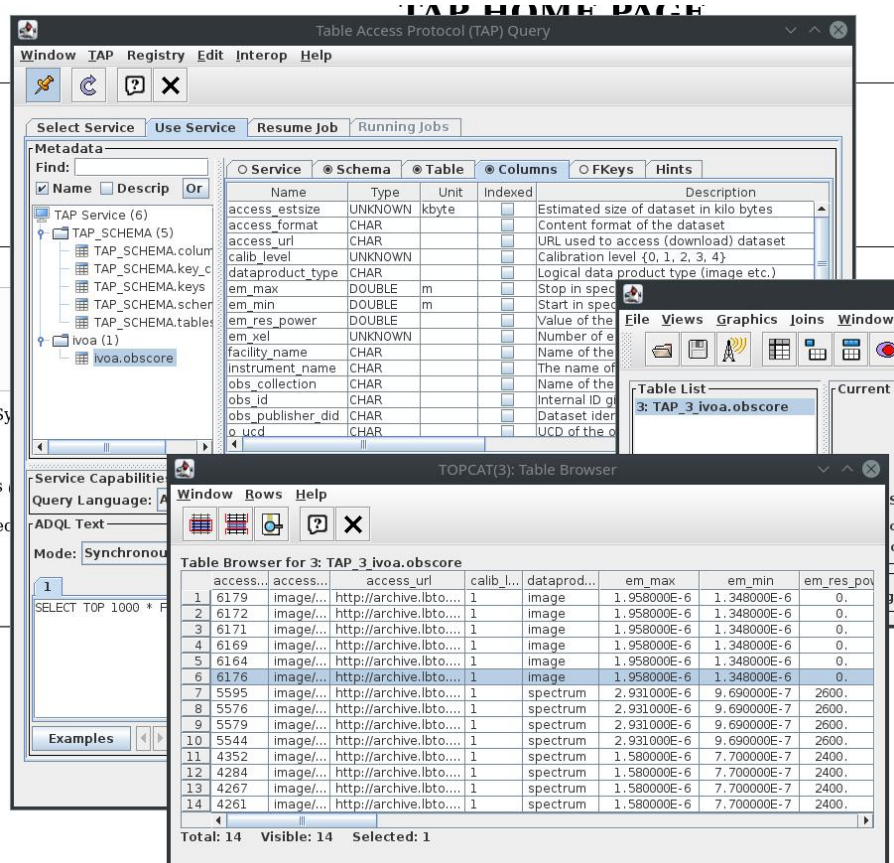 TAP HOME PAGE
Table Access Protocol (TAP) Query
Window TAP Registry Edit Interop Help
Select Service Use Service Resume Job Running Jobs
Metadata
Find:
Name Descrip Or
TAP Service (6)
TAP_SCHEMA (5)
TAP_SCHEMA.colum
TAP_SCHEMA.key_c
TAP_SCHEMA.keys
TAP_SCHEMA.schem
TAP_SCHEMA.tables
ivoa (1)
ivoa.obscore
Service Schema Table Columns FKeys Hints
Name Type Unit Indexed Description
access_estsize UNKNOWN kbyte Estimated size of dataset in kilo bytes
access_format CHAR Content format of the dataset
access_url CHAR URL used to access (download) dataset
calib_level UNKNOWN Calibration level {0, 1, 2, 3, 4}
dataproduct_type CHAR Logical data product type (image etc.)
em_max DOUBLE m Stop in spec
em_min DOUBLE m Start in spec
em_res_power DOUBLE Value of the
em_xel UNKNOWN Number of e
facility_name CHAR Name of the
instrument_name CHAR The name of
obs_collection CHAR Name of the
obs_id CHAR Internal ID gi
obs_publisher_did CHAR Dataset iden
o_ucd CHAR UCD of the o
File Views Graphics Joins Window
Table List
3: TAP_3_ivoa.obscore
Current
Service Capabilitie
Query Language: A
ADQL Text
Mode: Synchronou
1
SELECT TOP 1000 * F
Examples
TOPCAT(3): Table Browser
Window Rows Help
Table Browser for 3: TAP_3_ivoa.obscore
access... access... access_url calib_l... dataprod... em_max em_min em_res_pov
1 6179 image/... http://archive.lbto.... 1 image 1.958000E-6 1.348000E-6 0.
2 6172 image/... http://archive.lbto.... 1 image 1.958000E-6 1.348000E-6 0.
3 6171 image/... http://archive.lbto.... 1 image 1.958000E-6 1.348000E-6 0.
4 6169 image/... http://archive.lbto.... 1 image 1.958000E-6 1.348000E-6 0.
5 6164 image/... http://archive.lbto.... 1 image 1.958000E-6 1.348000E-6 0.
6 6176 image/... http://archive.lbto.... 1 image 1.958000E-6 1.348000E-6 0.
7 5595 image/... http://archive.lbto.... 1 spectrum 2.931000E-6 9.690000E-7 2600.
8 5576 image/... http://archive.lbto.... 1 spectrum 2.931000E-6 9.690000E-7 2600.
9 5579 image/... http://archive.lbto.... 1 spectrum 2.931000E-6 9.690000E-7 2600.
10 5544 image/... http://archive.lbto.... 1 spectrum 2.931000E-6 9.690000E-7 2600.
11 4352 image/... http://archive.lbto.... 1 spectrum 1.580000E-6 7.700000E-7 2400.
12 4284 image/... http://archive.lbto.... 1 spectrum 1.580000E-6 7.700000E-7 2400.
13 4267 image/... http://archive.lbto.... 1 spectrum 1.580000E-6 7.700000E-7 2400.
14 4261 image/... http://archive.lbto.... 1 spectrum 1.580000E-6 7.700000E-7 2400.
Total: 14 Visible: 14 Selected: 1